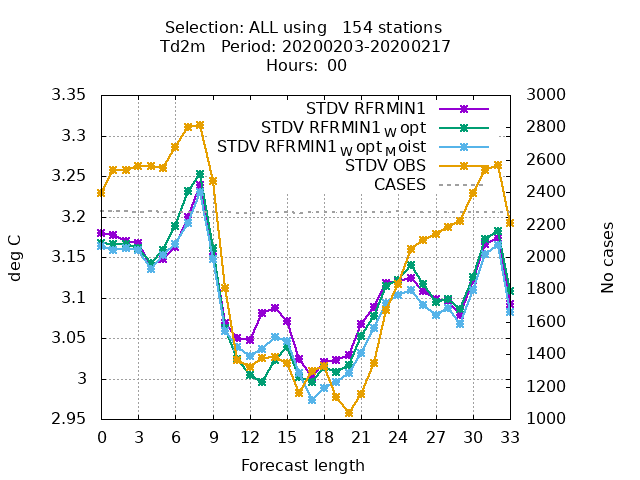 Selection: ALL using   154 stations
Td2m   Period: 20200203-20200217
Hours:  00
STDV RFRMIN1
STDV RFRMIN1_W opt
STDV RFRMIN1_W opt_M oist
STDV OBS
CASES
3.35
3.3
3.25
3.2
3.15
3.1
3.05
3
2.95
deg C
3000
2800
2600
2400
2200
2000
1800
1600
1400
1200
1000
No cases
0 3 6 9 12 15 18 21 24 27 30 33
Forecast length